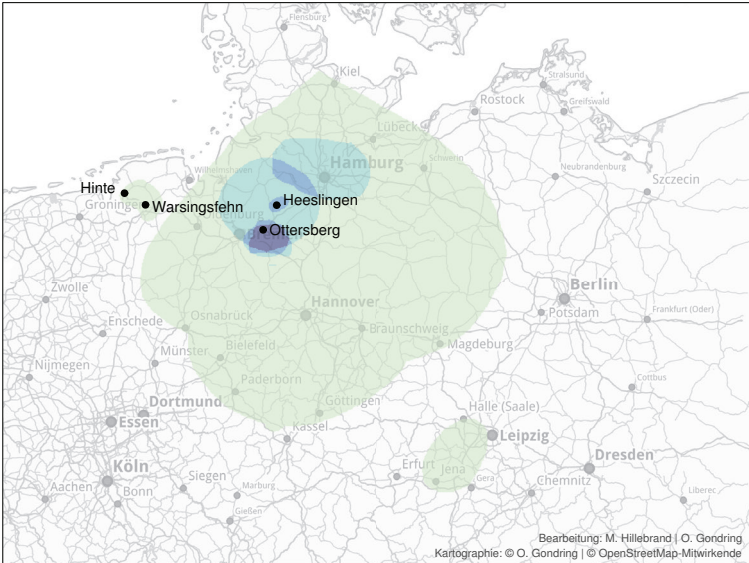 Flensburg
Kiel
Stralsund
Rostock
Greifswald
Lübeck
Hamburg
Schwerin
Wilhelmshaven
Neubrandenburg
Szczecin
Hinte
Groningen
Warsingsfehn
Heeslingen
Ottersberg
Berlin
Potsdam
Frankfurt (Oder)
Zwolle
Hannover
Osnabrück
Enschede
Braunschweig
Magdeburg
Bielefeld
Münster
Nijmegen
Paderborn
Cottbus
Dortmund
Göttingen
Halle (Saale)
Essen
Kassel
Leipzig
Köln
Erfurt
Jena
Gera
Dresden
Chemnitz
Siegen
Aachen
Bonn
Marburg
Gießen
Liberec
Bearbeitung: M. Hillebrand | O. Gondring
Kartographie: © O. Gondring | © OpenStreetMap-Mitwirkende